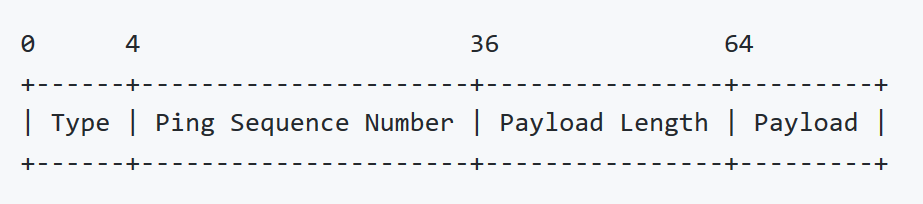 0      4                      36               64
+------+----------------------+----------------+---------+
| Type | Ping Sequence Number | Payload Length | Payload |
+------+----------------------+----------------+---------+